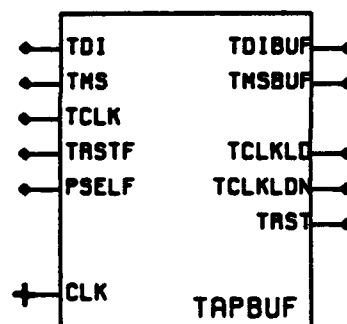 TDI TDIBUF
TMS TMSBUF
TCLK
TRSTF TCLKLD
PSELF TCLKLDN
TRST
CLK
TAPBUF